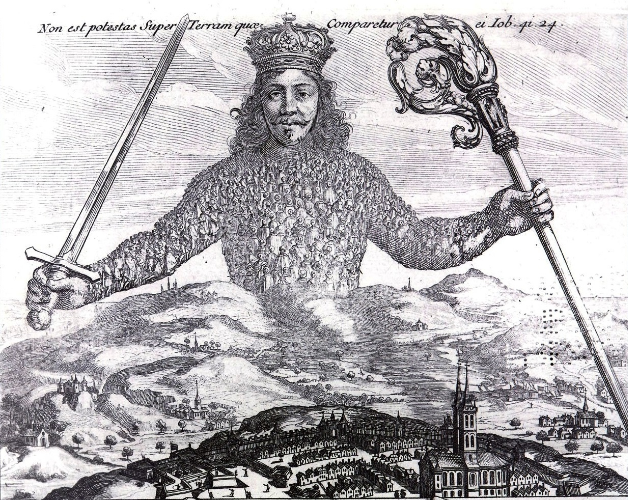 Non est potestas Super Terram quæ Comparetur ei Iob. 41. 24.